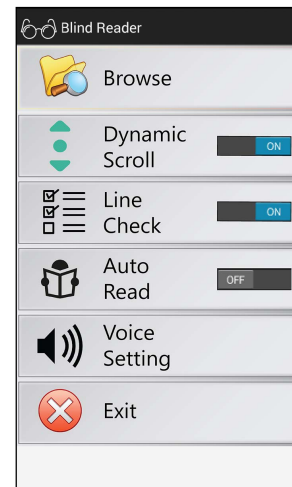 Blind Reader
Browse
Dynamic
Scroll
ON
Line
Check
ON
Auto
Read
OFF
Voice
Setting
Exit